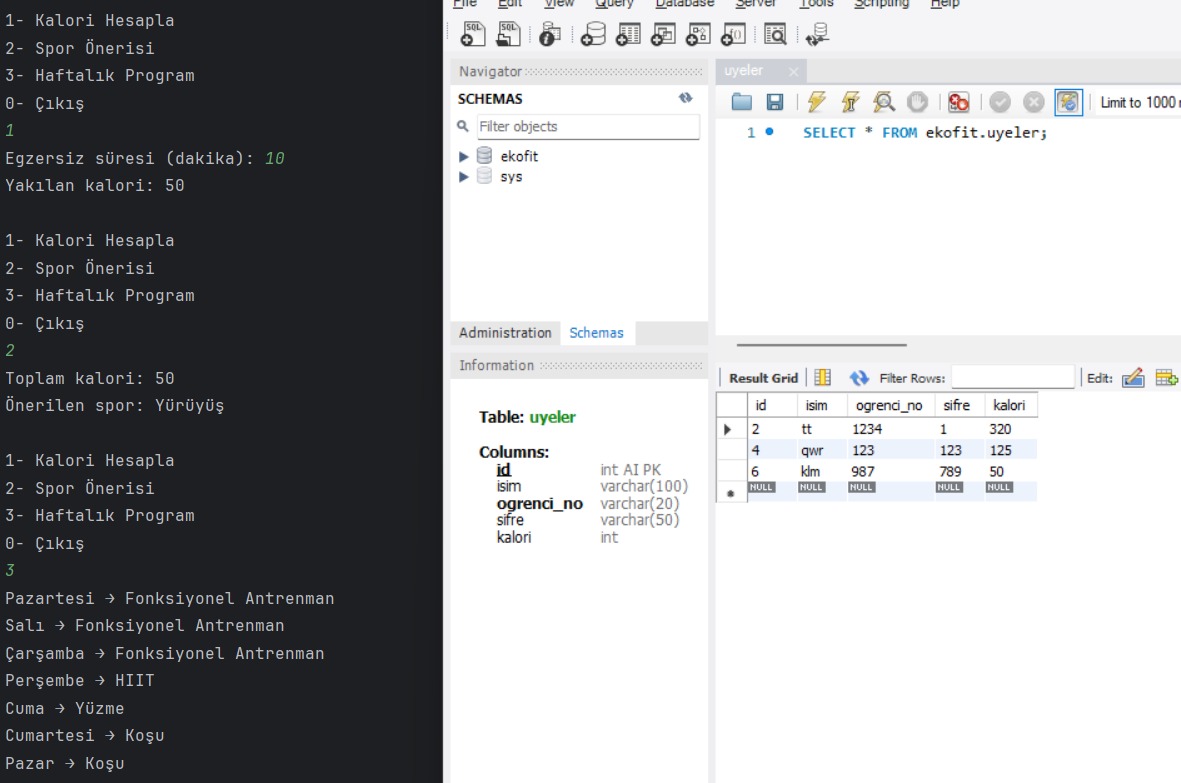 1- Kalori Hesapla
2- Spor Önerisi
3- Haftalık Program
0- Çıkış
1
Egzersiz süresi (dakika): 10
Yakılan kalori: 50
1- Kalori Hesapla
2- Spor Önerisi
3- Haftalık Program
0- Çıkış
2
Toplam kalori: 50
Önerilen spor: Yürüyüş
1- Kalori Hesapla
2- Spor Önerisi
3- Haftalık Program
0- Çıkış
3
Pazartesi → Fonksiyonel Antrenman
Salı → Fonksiyonel Antrenman
Çarşamba → Fonksiyonel Antrenman
Perşembe → HIIT
Cuma → Yüzme
Cumartesi → Koşu
Pazar → Koşu
File Edit View Query Database Server Tools Scripting Help
SQL SQL
Navigator
SCHEMAS
Filter objects
ekofit
sys
Administration Schemas
Information
Table: uyeler
Columns:
id int AI PK
isim varchar(100)
ogrenci_no varchar(20)
sifre varchar(50)
kalori int
uyeler
Limit to 1000
1 SELECT * FROM ekofit.uyeler;
Result Grid Filter Rows: Edit:
id isim ogrenci_no sifre kalori
2 tt 1234 1 320
4 qwr 123 123 125
6 klm 987 789 50
NULL NULL NULL NULL NULL